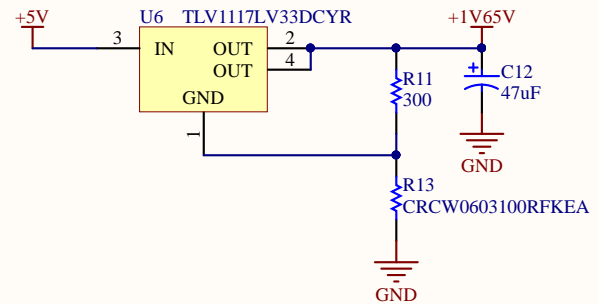 +5V
U6 TLV1117LV33DCYR
+1V65V
3 IN OUT 2
OUT 4
GND
1
R11
300
C12
47uF
GND
R13
CRCW0603100RFKEA
GND